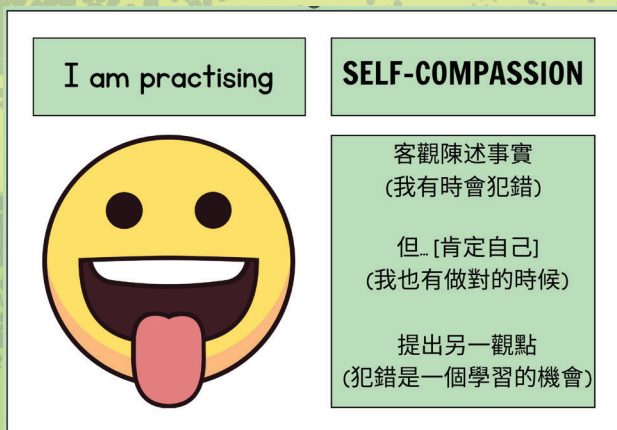 I am practising
SELF-COMPASSION
客觀陳述事實
(我有時會犯錯)
但... [肯定自己]
(我也有做對的時候)
提出另一觀點
(犯錯是一個學習的機會)